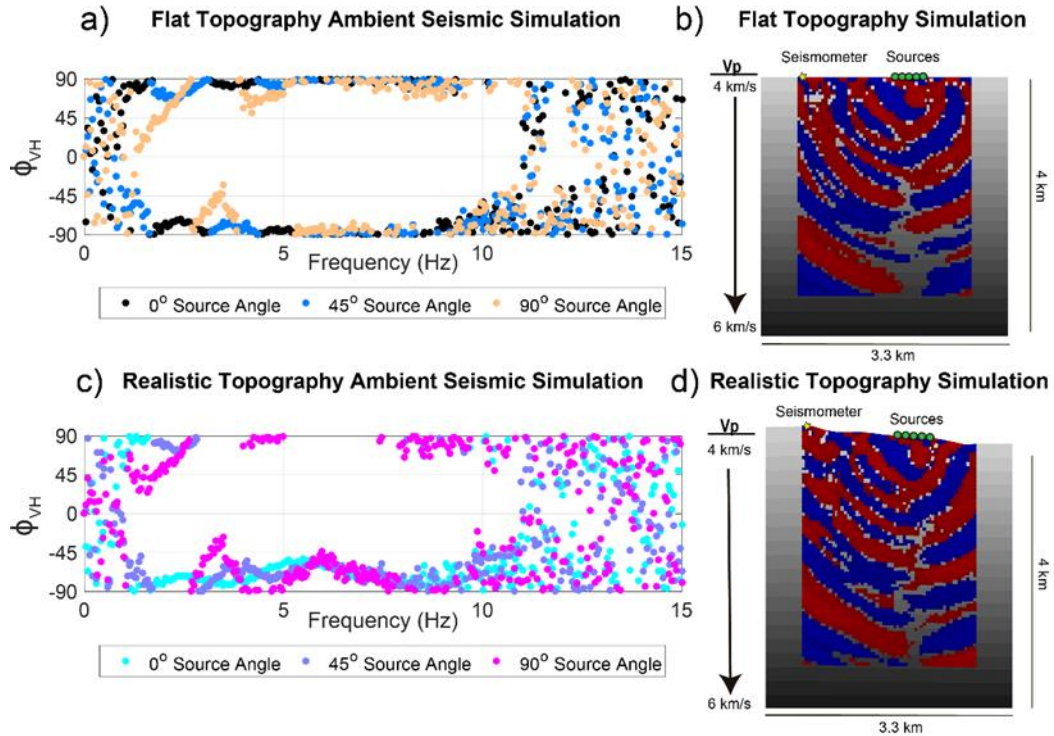 a) Flat Topography Ambient Seismic Simulation
90
45
0
-45
-90
ϕVH
0 5 10 15
Frequency (Hz)
0° Source Angle 45° Source Angle 90° Source Angle
b) Flat Topography Simulation
Vp
4 km/s
6 km/s
Seismometer Sources
4 km
3.3 km
c) Realistic Topography Ambient Seismic Simulation
90
45
0
-45
-90
ϕVH
0 5 10 15
Frequency (Hz)
0° Source Angle 45° Source Angle 90° Source Angle
d) Realistic Topography Simulation
Seismometer
Sources
Vp
4 km/s
6 km/s
4 km
3.3 km